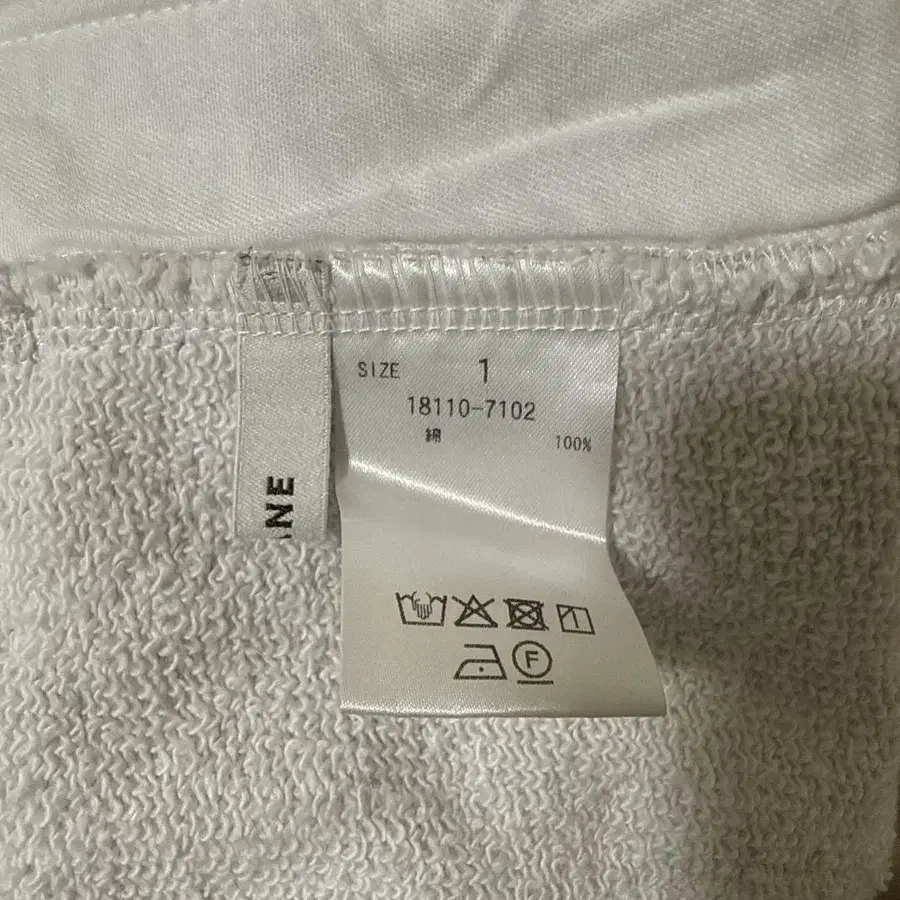 SIZE 1
18110-7102
綿 100%
NE
F